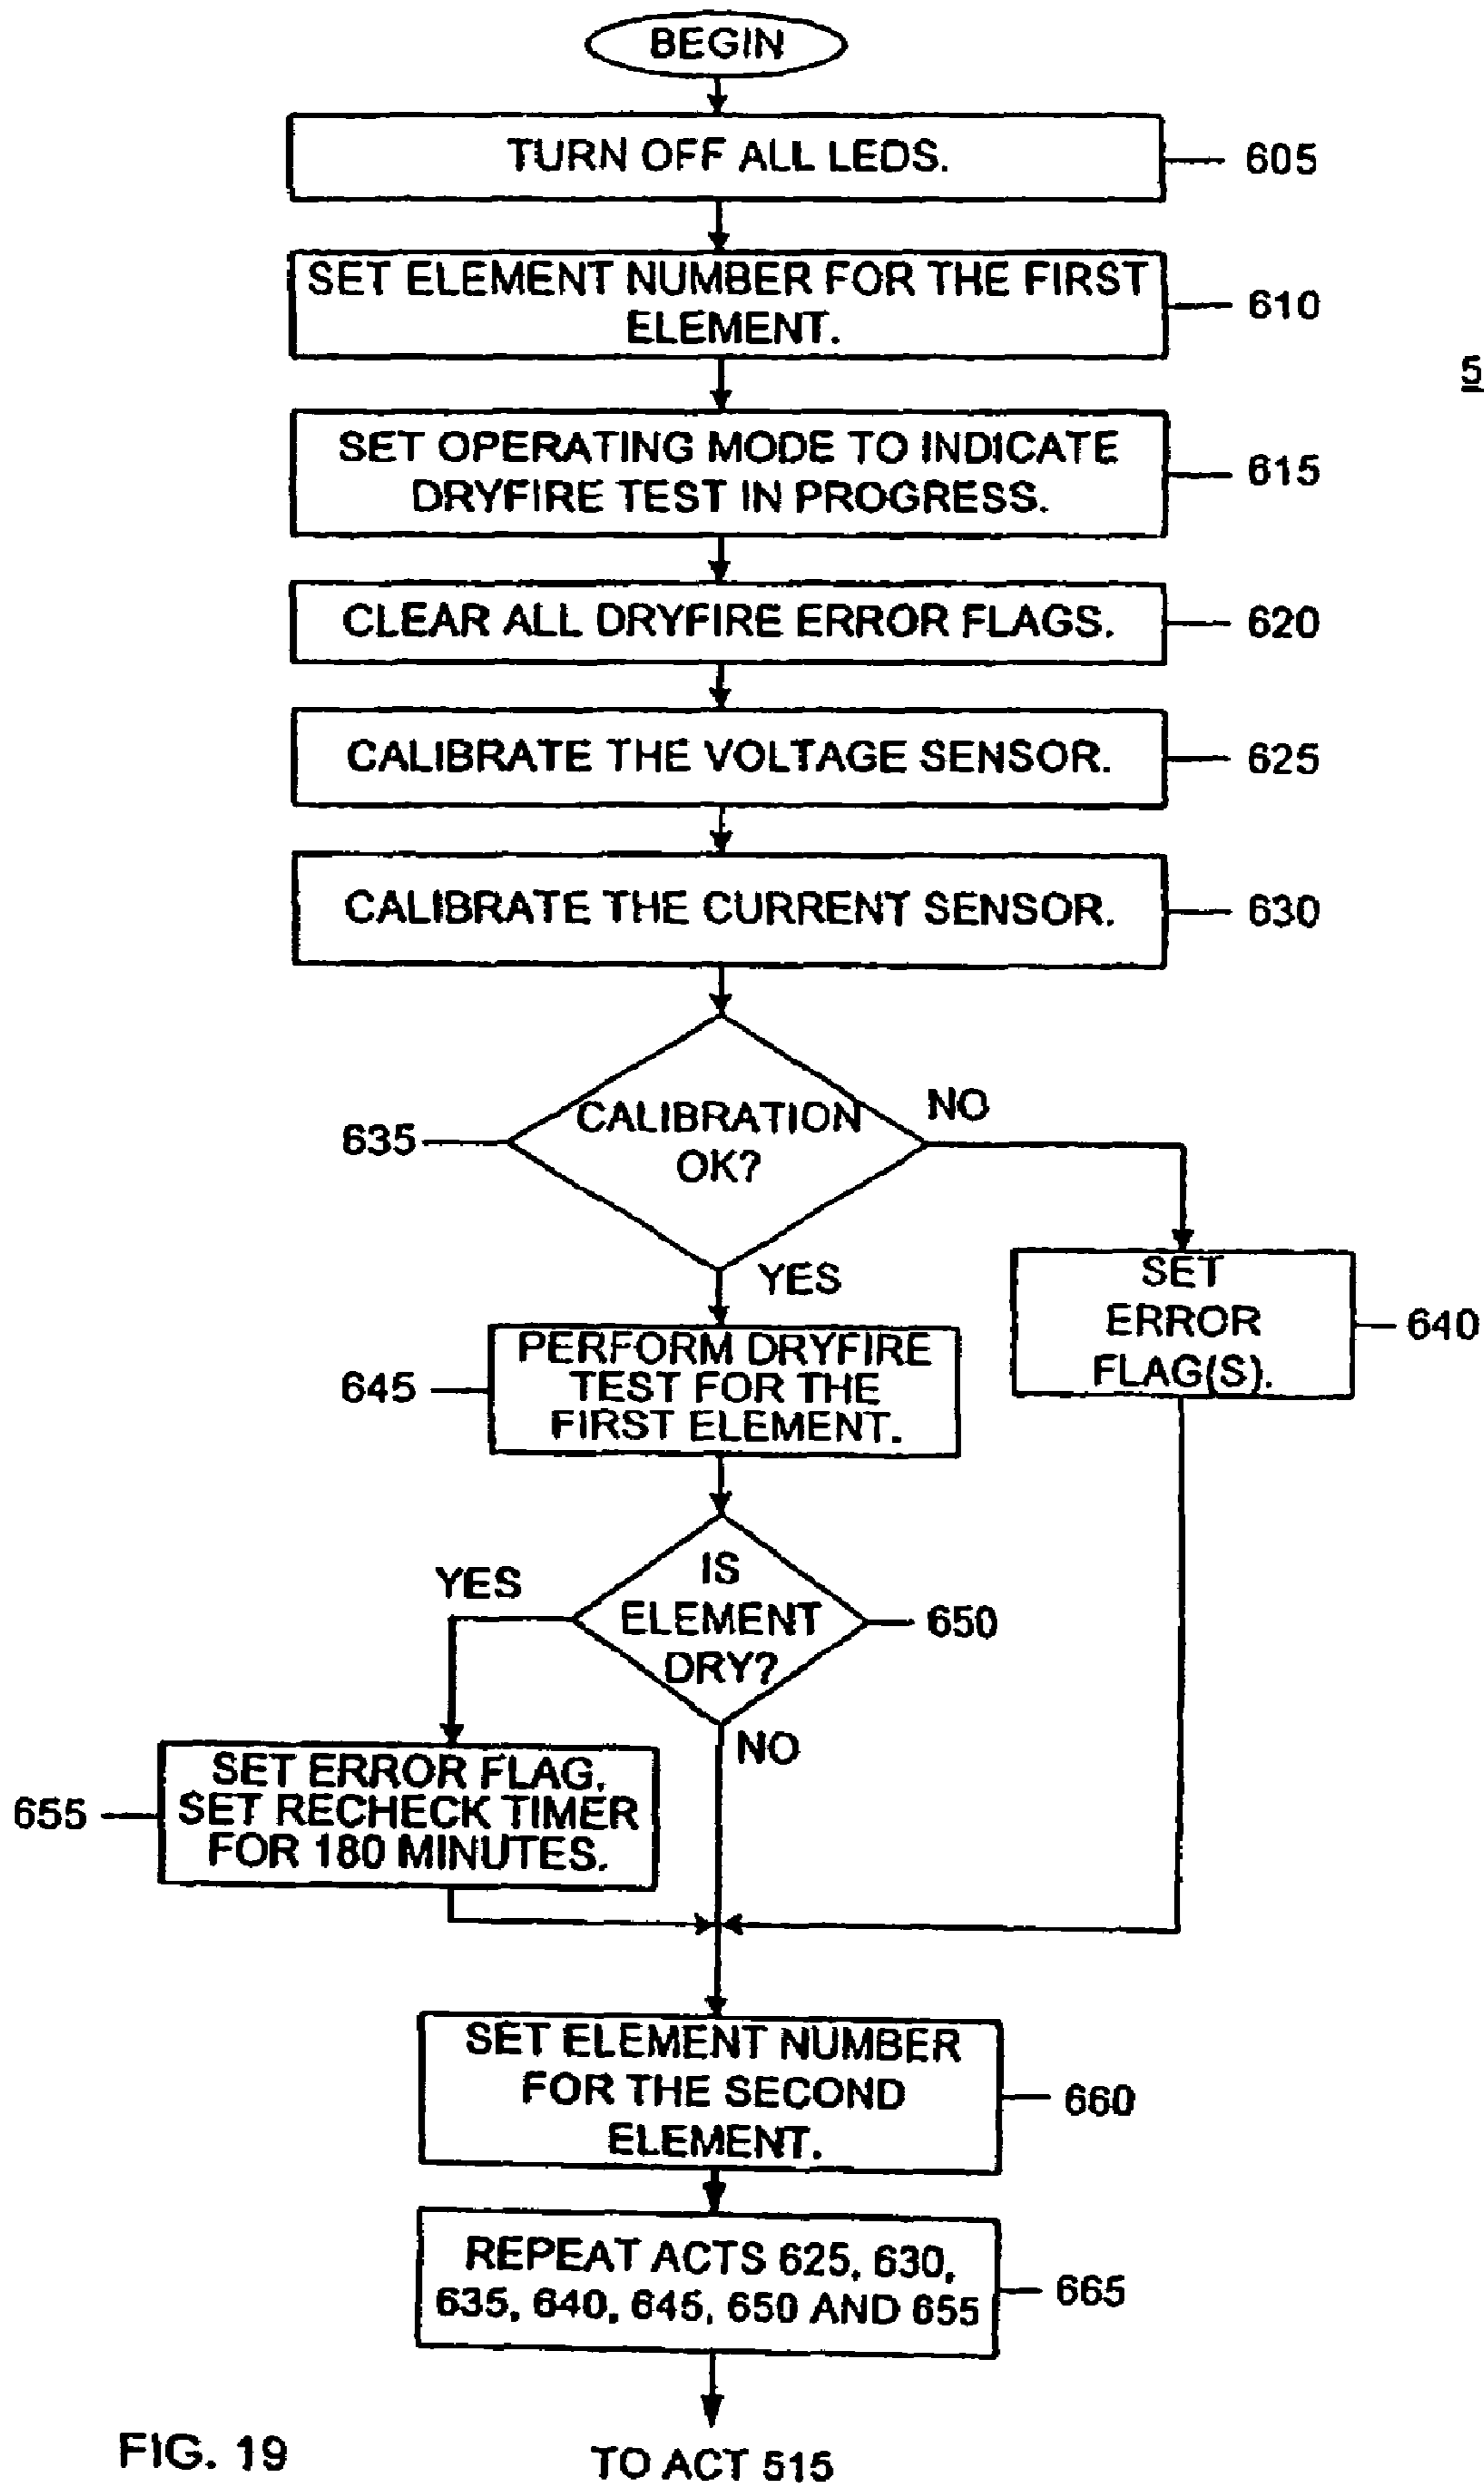 BEGIN
TURN OFF ALL LEDS.
605
SET ELEMENT NUMBER FOR THE FIRST
ELEMENT.
610
5
SET OPERATING MODE TO INDICATE
DRYFIRE TEST IN PROGRESS.
615
CLEAR ALL DRYFIRE ERROR FLAGS.
620
CALIBRATE THE VOLTAGE SENSOR.
625
CALIBRATE THE CURRENT SENSOR.
630
CALIBRATION
OK?
635
NO
YES
SET
ERROR
FLAG(S).
640
PERFORM DRYFIRE
TEST FOR THE
FIRST ELEMENT.
645
IS
ELEMENT
DRY?
650
YES
NO
SET ERROR FLAG.
SET RECHECK TIMER
FOR 180 MINUTES.
655
SET ELEMENT NUMBER
FOR THE SECOND
ELEMENT.
660
REPEAT ACTS 625, 630,
635, 640, 645, 650 AND 655
665
FIG. 19
TO ACT 515